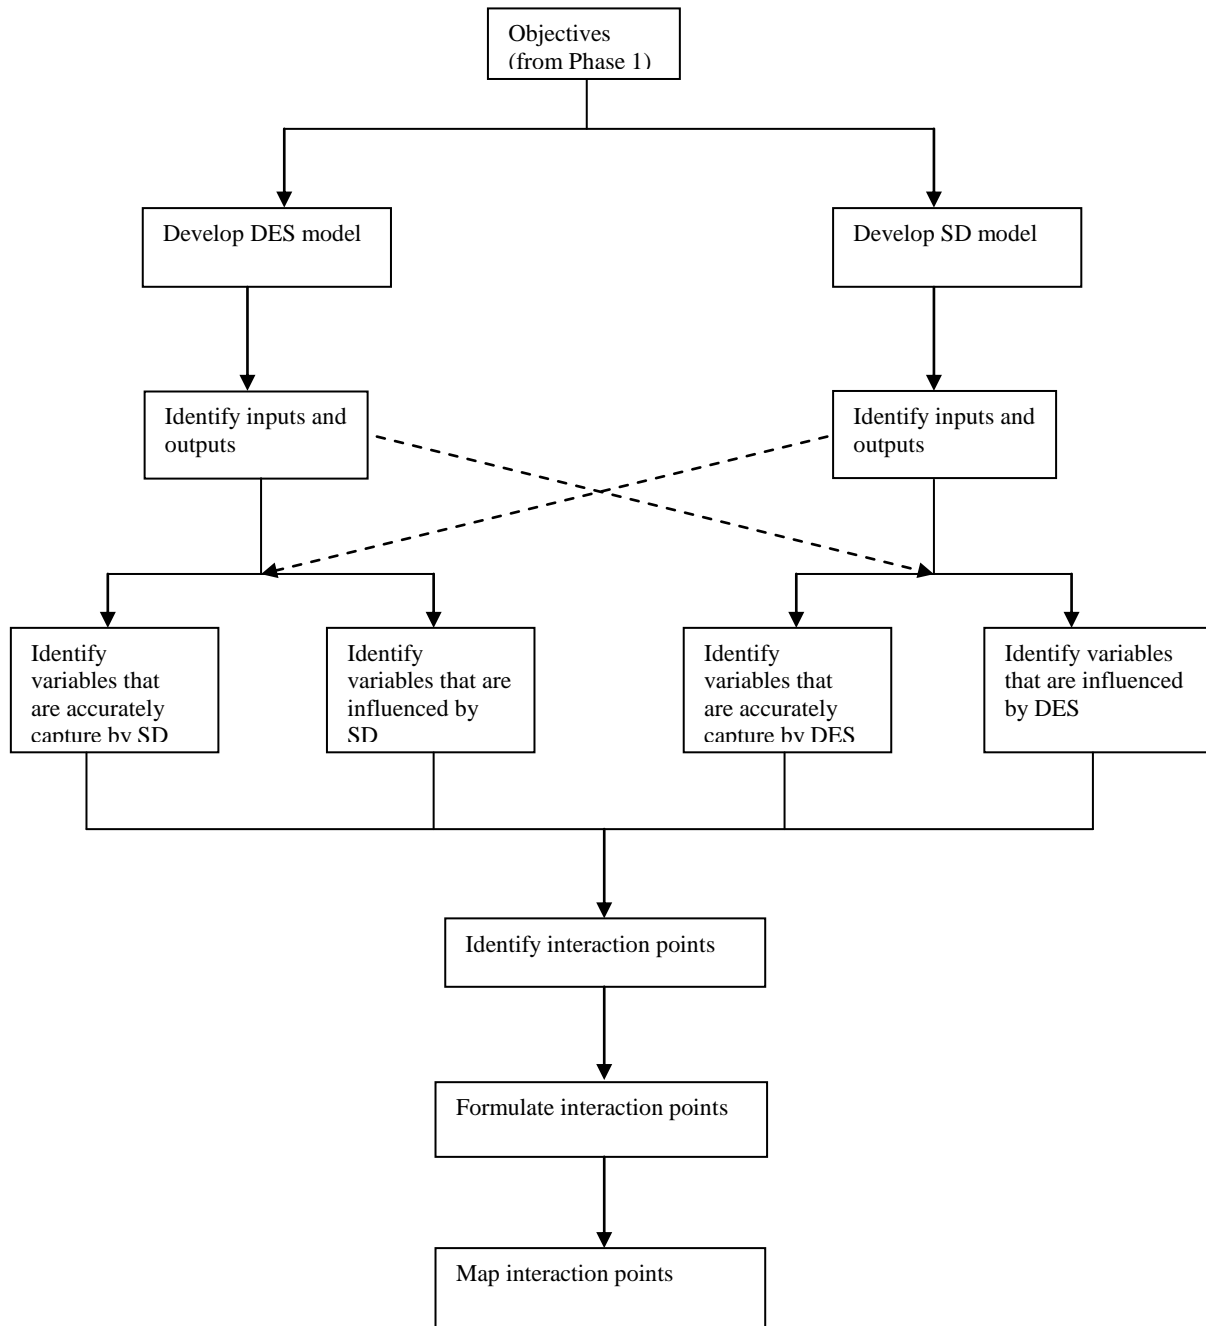 Objectives
(from Phase 1)
Develop DES model
Develop SD model
Identify inputs and
outputs
Identify inputs and
outputs
Identify
variables that
are accurately
capture by SD
Identify
variables that are
influenced by
SD
Identify
variables that
are accurately
capture by DES
Identify variables
that are influenced
by DES
Identify interaction points
Formulate interaction points
Map interaction points